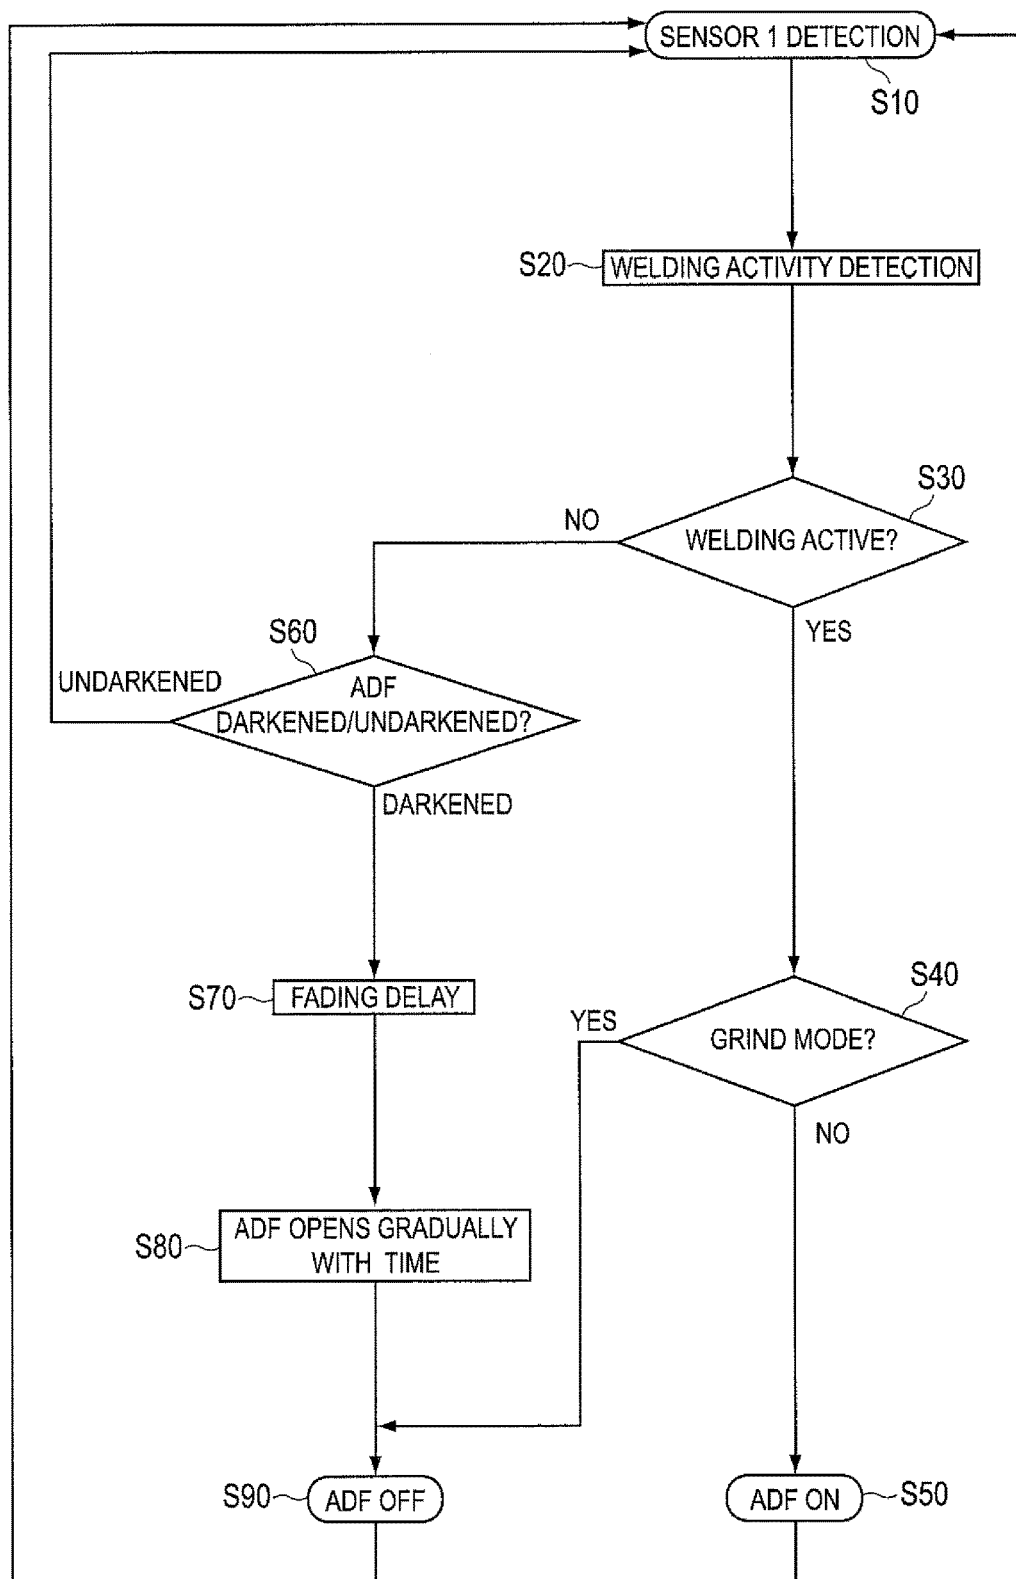 SENSOR 1 DETECTION
S10
S20
WELDING ACTIVITY DETECTION
S30
NO
WELDING ACTIVE?
YES
S60
UNDARKENED
ADF
DARKENED/UNDARKENED?
DARKENED
S70
FADING DELAY
S40
YES
GRIND MODE?
NO
S80
ADF OPENS GRADUALLY
WITH TIME
S90
ADF OFF
ADF ON
S50